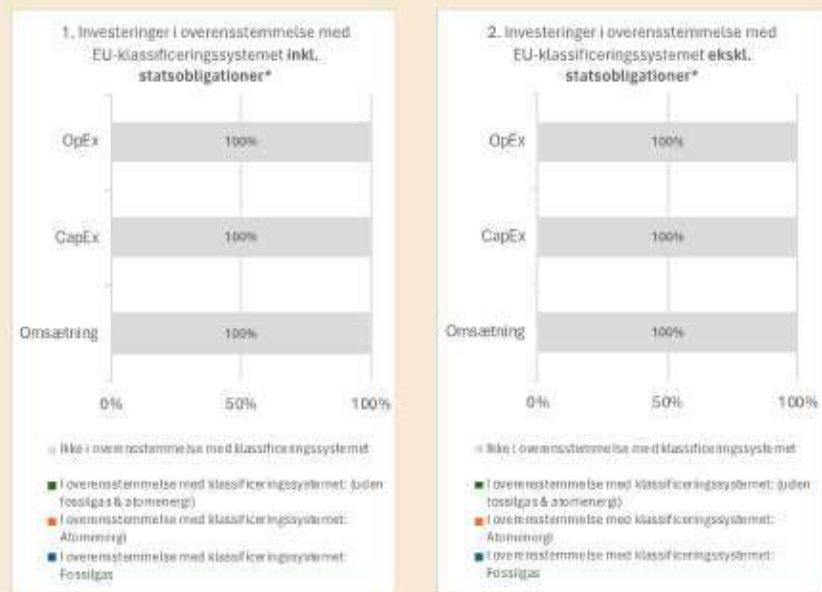 1. Investeringer i overensstemmelse med
EU-klassificeringssystemet inkl.
statsobligationer*
OpEx
100%
CapEx
100%
Omsætning
100%
0%
50%
100%
Ikke i overensstemmelse med klassificeringssystemet
I overensstemmelse med klassificeringssystemet: (uden
fossilgas & atomenergi)
I overensstemmelse med klassificeringssystemet:
Atomenergi
I overensstemmelse med klassificeringssystemet:
Fossilgas
2. Investeringer i overensstemmelse med
EU-klassificeringssystemet ekskl.
statsobligationer*
OpEx
100%
CapEx
100%
Omsætning
100%
0%
50%
100%
Ikke i overensstemmelse med klassificeringssystemet
I overensstemmelse med klassificeringssystemet: (uden
fossilgas & atomenergi)
I overensstemmelse med klassificeringssystemet:
Atomenergi
I overensstemmelse med klassificeringssystemet:
Fossilgas